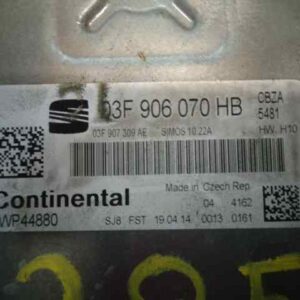 03F 906 070 HB
CBZA
5481
03F 907 309 AE SIMOS 10.22A
HW. H10
Continental
Made in Czech Rep
04 4162
WP44880
SJ8 FST 19.04.14 0013 0161